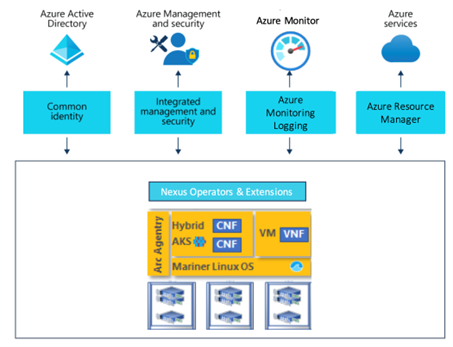 Azure Active
Directory
Azure Management
and security
Azure Monitor
Azure
services
Common
identity
Integrated
management and
security
Azure
Monitoring
Logging
Azure Resource
Manager
Nexus Operators & Extensions
Arc Agentry
Hybrid
AKS
CNF
CNF
VM
VNF
Mariner Linux OS